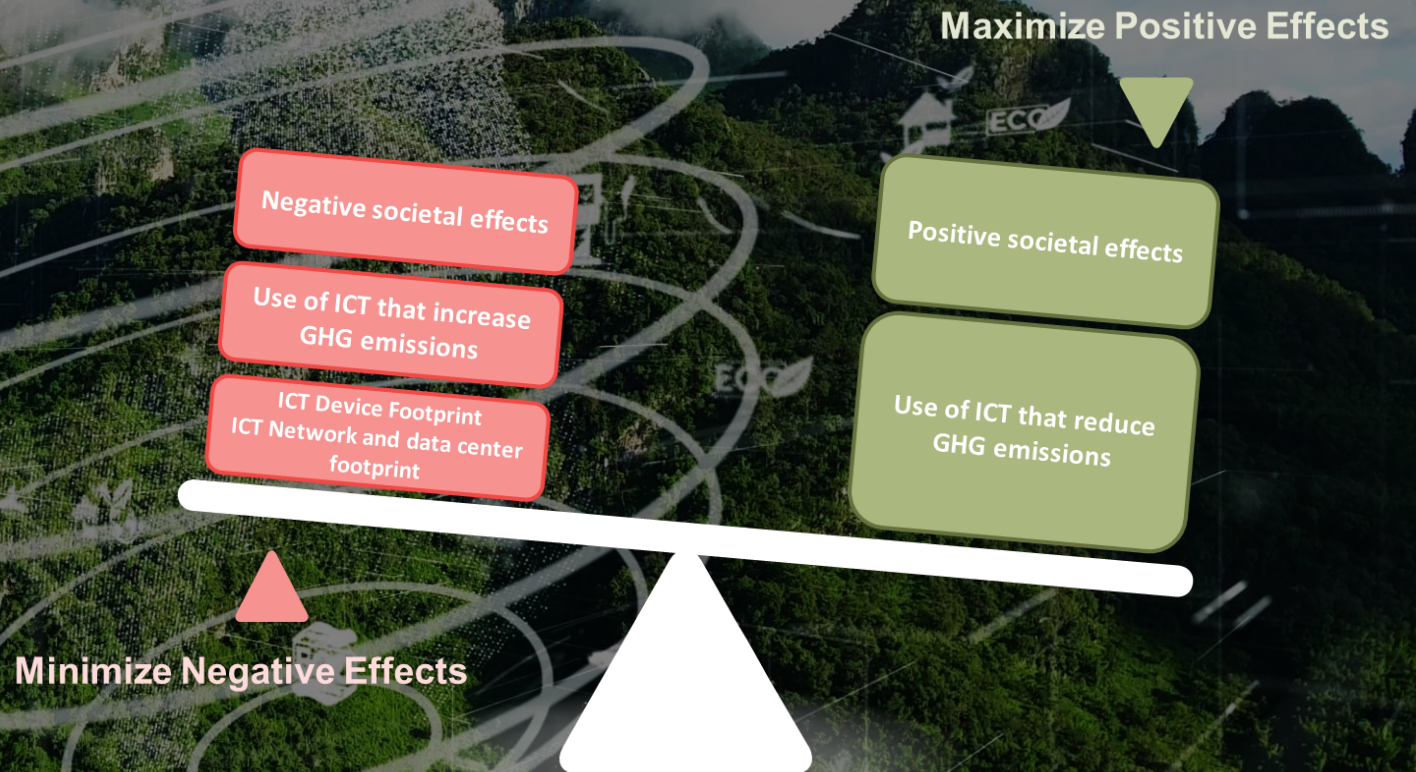 Maximize Positive Effects
ECO
Negative societal effects
Positive societal effects
Use of ICT that increase
GHG emissions
ECO
ICT Device Footprint
ICT Network and data center
footprint
Use of ICT that reduce
GHG emissions
Minimize Negative Effects